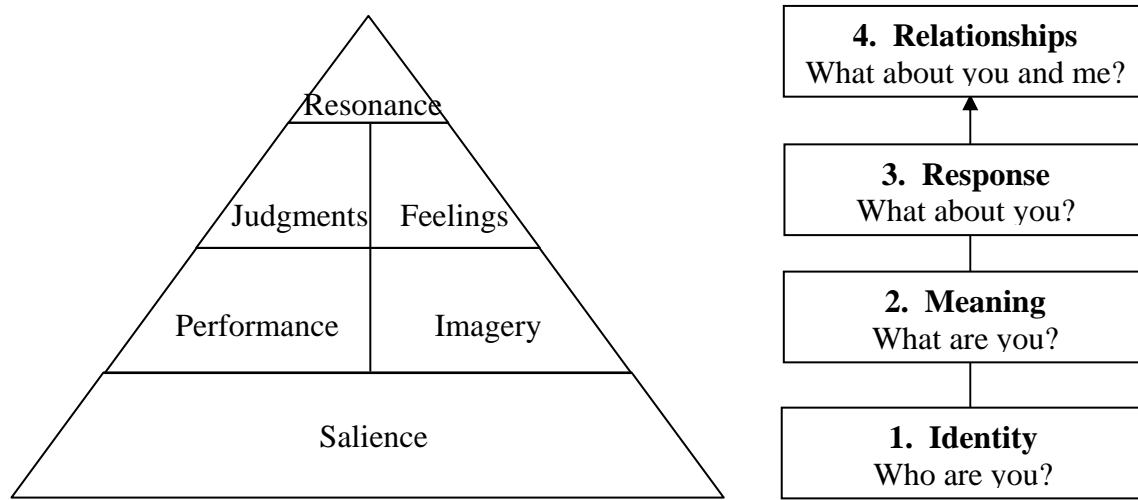 Resonance
Judgments
Feelings
Performance
Imagery
Salience
4. Relationships
What about you and me?
3. Response
What about you?
2. Meaning
What are you?
1. Identity
Who are you?